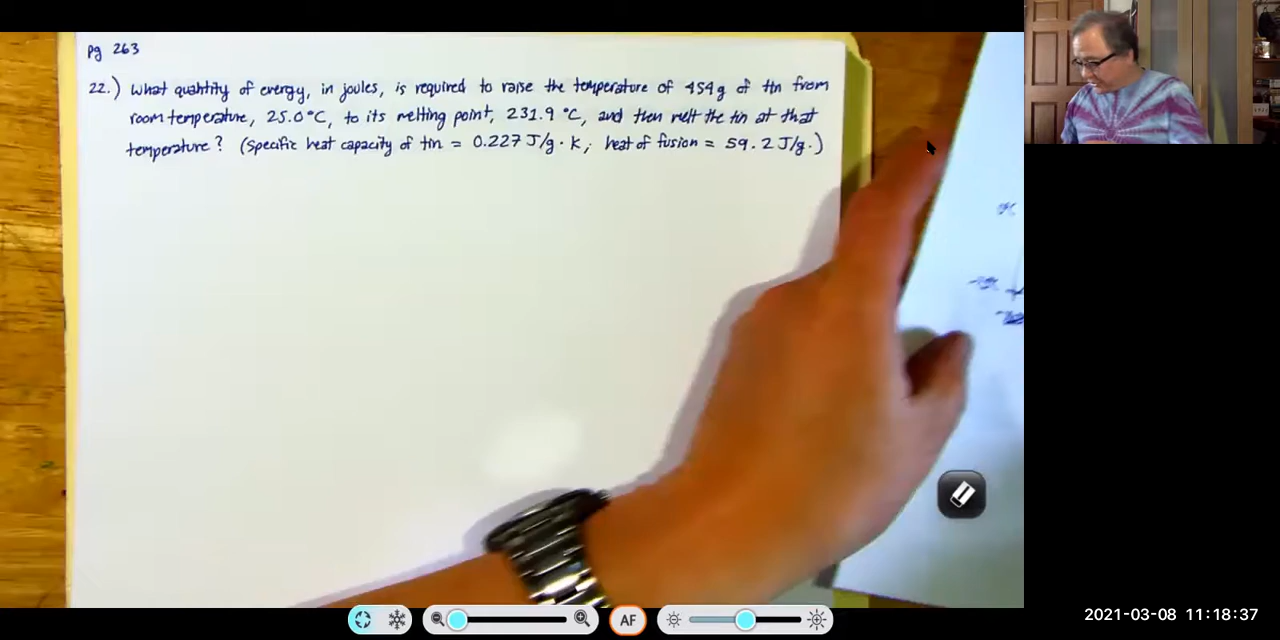 pg 263
22.) What quantity of energy, in joules, is required to raise the temperature of 454g of tin from
room temperature, 25.0°C, to its melting point, 231.9 °C, and then melt the tin at that
temperature? (Specific heat capacity of tin = 0.227 J/g·K; heat of fusion = 59.2 J/g.)
AF
2021-03-08 11:18:37